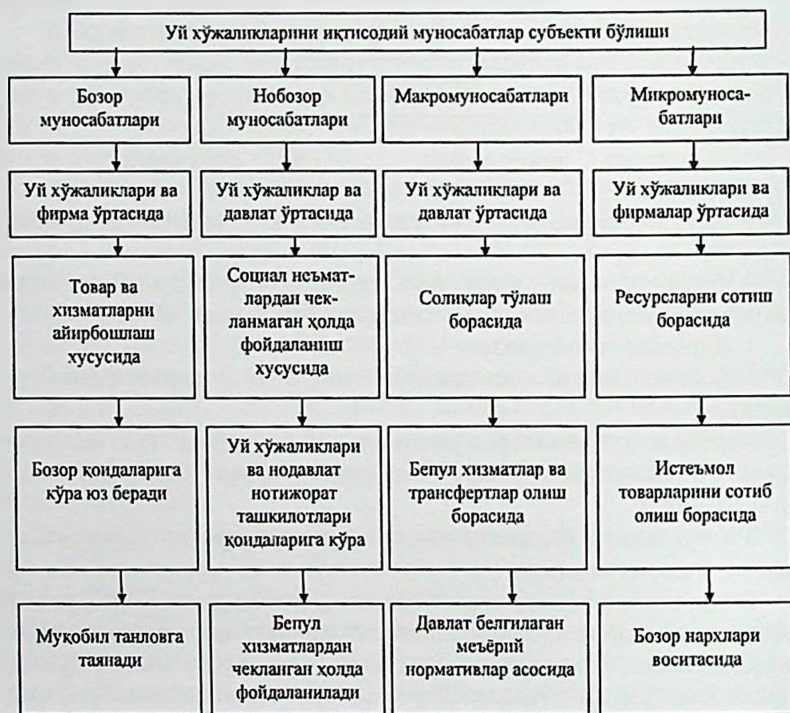 Уй хўжаликларини иқтисодий муносабатлар субъекти бўлиши
Бозор
муносабатлари
Нобозор
муносабатлари
Макромуносабатлари
Микромуноса-
батлари
Уй хўжаликлари ва
фирма ўртасида
Уй хўжаликлар ва
давлат ўртасида
Уй хўжаликлари ва
давлат ўртасида
Уй хўжаликлари ва
фирмалар ўртасида
Товар ва
хизматларни
айирбошлаш
хусусида
Социал неъмат-
лардан чек-
ланмаган ҳолда
фойдаланиш
хусусида
Солиқлар тўлаш
борасида
Ресурсларни сотиш
борасида
Бозор қоидаларига
кўра юз беради
Уй хўжаликлари
ва нодавлат
нотижорат
ташкилотлари
қоидаларига кўра
Бепул хизматлар ва
трансфертлар олиш
борасида
Истеъмол
товарларини сотиб
олиш борасида
Муқобил танловга
таянади
Бепул
хизматлардан
чекланган ҳолда
фойдаланилади
Давлат белгилаган
меъёрий
нормативлар асосида
Бозор нархлари
воситасида